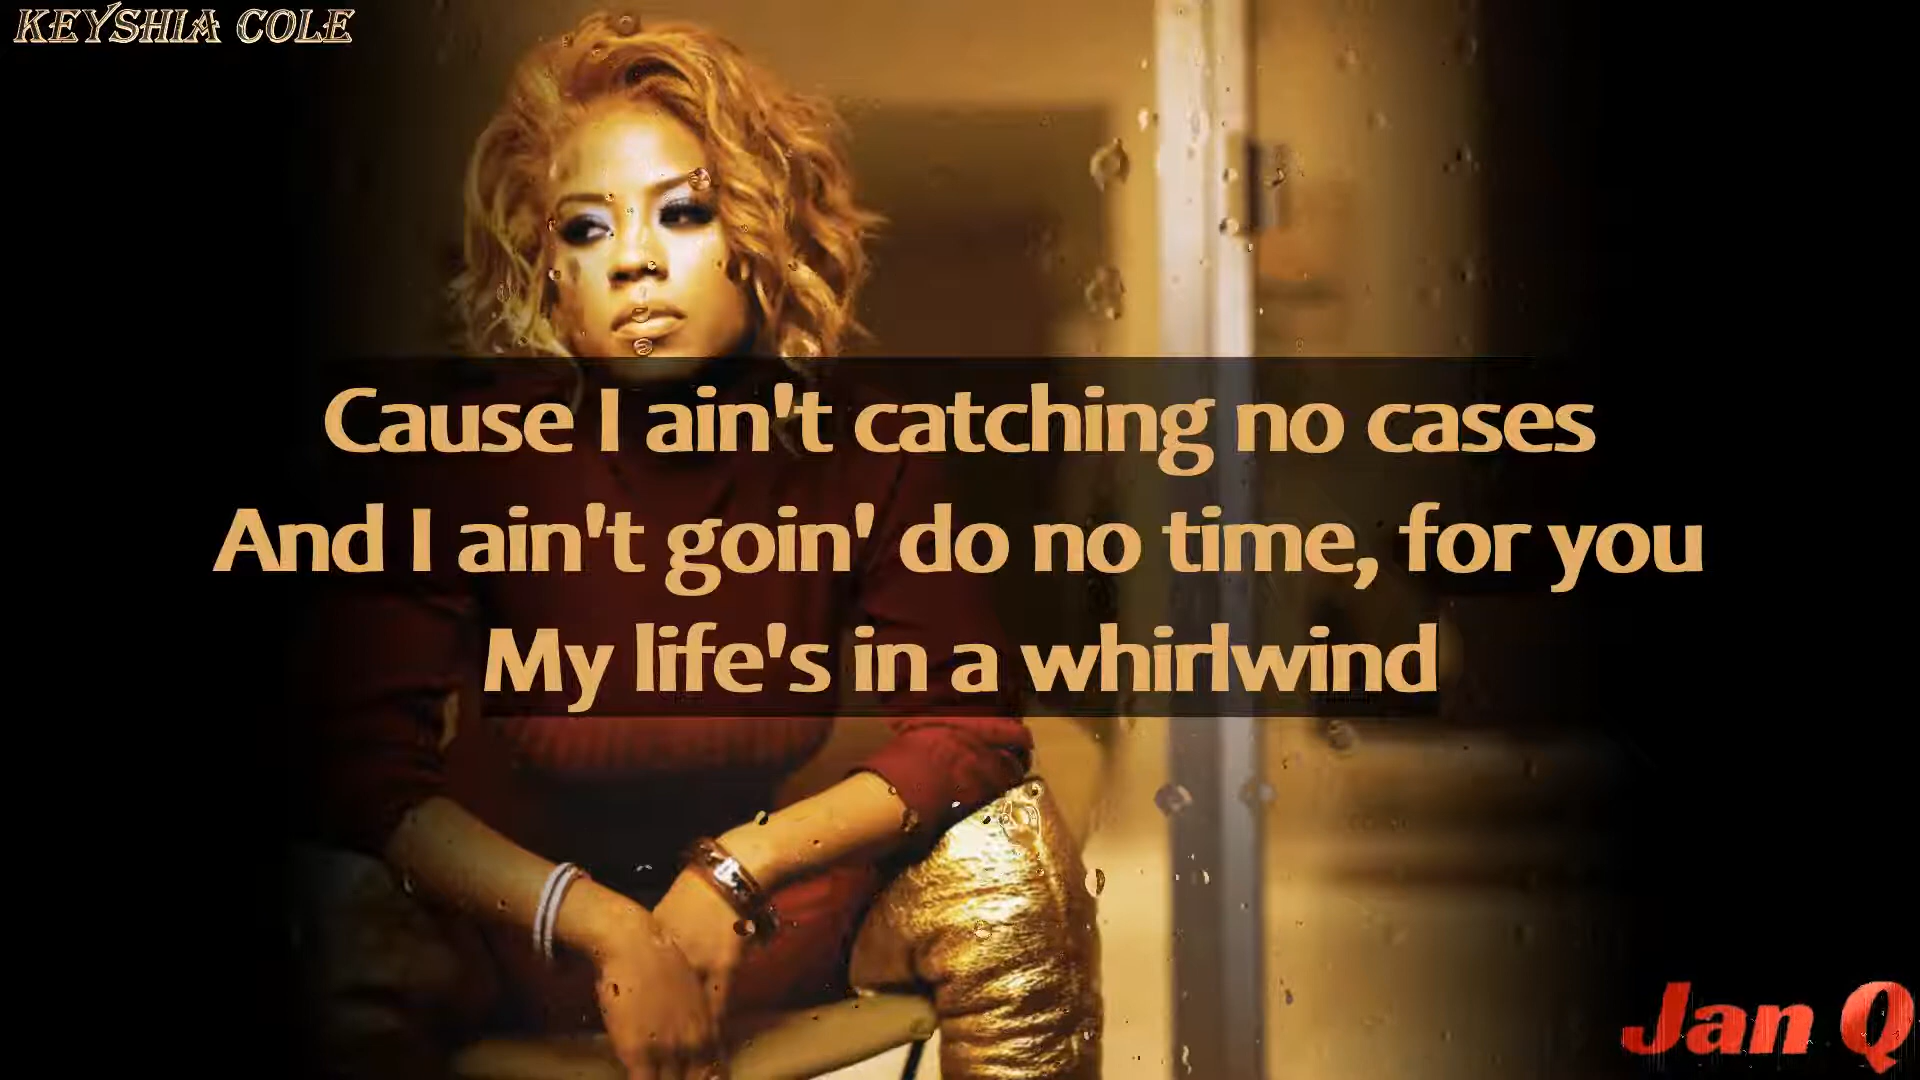 KEYSHIA COLE
Cause I ain't catching no cases
And I ain't goin' do no time, for you
My life's in a whirlwind
Jan Q